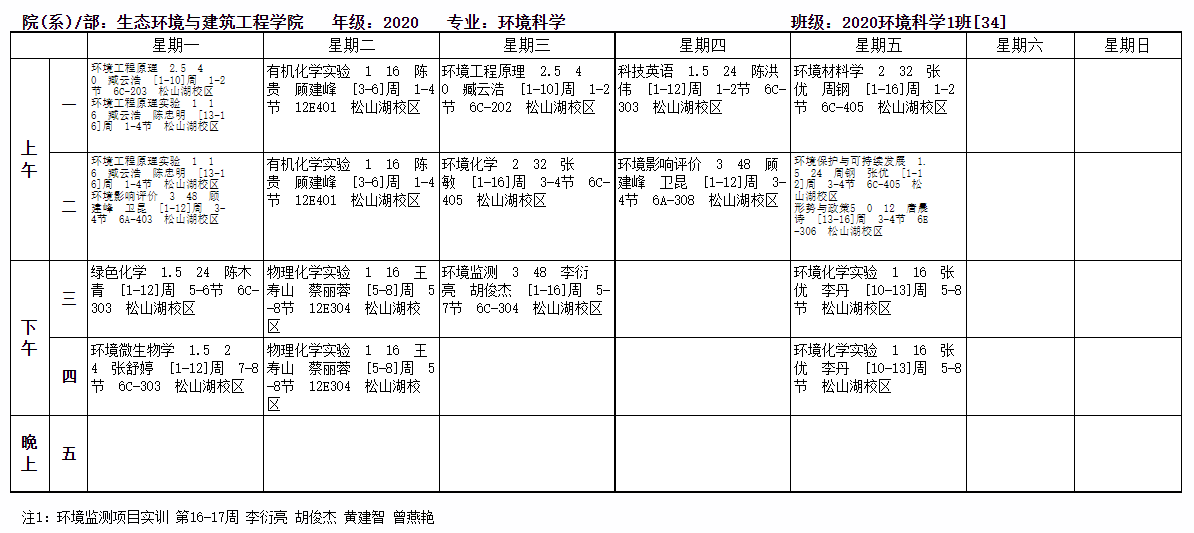 院(系)/部：生态环境与建筑工程学院 年级：2020 专业：环境科学 班级：2020环境科学1班[34]
星期一 星期二 星期三 星期四 星期五 星期六 星期日
上午
一
环境工程原理 2.5 4
0 臧云浩 [1-10]周 1-2
节 6C-203 松山湖校区
环境工程原理实验 1 1
6 臧云浩 陈忠明 [13-1
6]周 1-4节 松山湖校区
有机化学实验 1 16 陈
贵 顾建峰 [3-6]周 1-4
节 12E401 松山湖校区
环境工程原理 2.5 4
0 臧云浩 [1-10]周 1-2
节 6C-202 松山湖校区
科技英语 1.5 24 陈洪
伟 [1-12]周 1-2节 6C-
303 松山湖校区
环境材料学 2 32 张
优 周钢 [1-16]周 1-2
节 6C-405 松山湖校区
二
环境工程原理实验 1 1
6 臧云浩 陈忠明 [13-1
6]周 1-4节 松山湖校区
环境影响评价 3 48 顾
建峰 卫昆 [1-12]周 3-
4节 6A-403 松山湖校区
有机化学实验 1 16 陈
贵 顾建峰 [3-6]周 1-4
节 12E401 松山湖校区
环境化学 2 32 张
敏 [1-16]周 3-4节 6C-
405 松山湖校区
环境影响评价 3 48 顾
建峰 卫昆 [1-12]周 3-
4节 6A-308 松山湖校区
环境保护与可持续发展 1.
5 24 周钢 张优 [1-1
2]周 3-4节 6C-405 松
山湖校区
形势与政策5 0 12 唐晨
诗 [13-16]周 3-4节 6E
-306 松山湖校区
下午
三
绿色化学 1.5 24 陈木
青 [1-12]周 5-6节 6C-
303 松山湖校区
物理化学实验 1 16 王
寿山 蔡丽蓉 [5-8]周 5
-8节 12E304 松山湖校
区
环境监测 3 48 李衍
亮 胡俊杰 [1-16]周 5-
7节 6C-304 松山湖校区
环境化学实验 1 16 张
优 李丹 [10-13]周 5-8
节 松山湖校区
四
环境微生物学 1.5 2
4 张舒婷 [1-12]周 7-8
节 6C-303 松山湖校区
物理化学实验 1 16 王
寿山 蔡丽蓉 [5-8]周 5
-8节 12E304 松山湖校
区
环境化学实验 1 16 张
优 李丹 [10-13]周 5-8
节 松山湖校区
晚上
五
注1：环境监测项目实训 第16-17周 李衍亮 胡俊杰 黄建智 曾燕艳